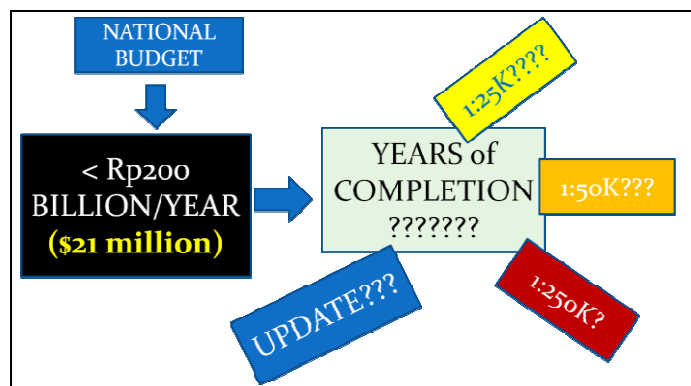 NATIONAL
BUDGET
< Rp200
BILLION/YEAR
($21 million)
YEARS of
COMPLETION
???????
1:25K????
1:50K???
1:250K?
UPDATE???